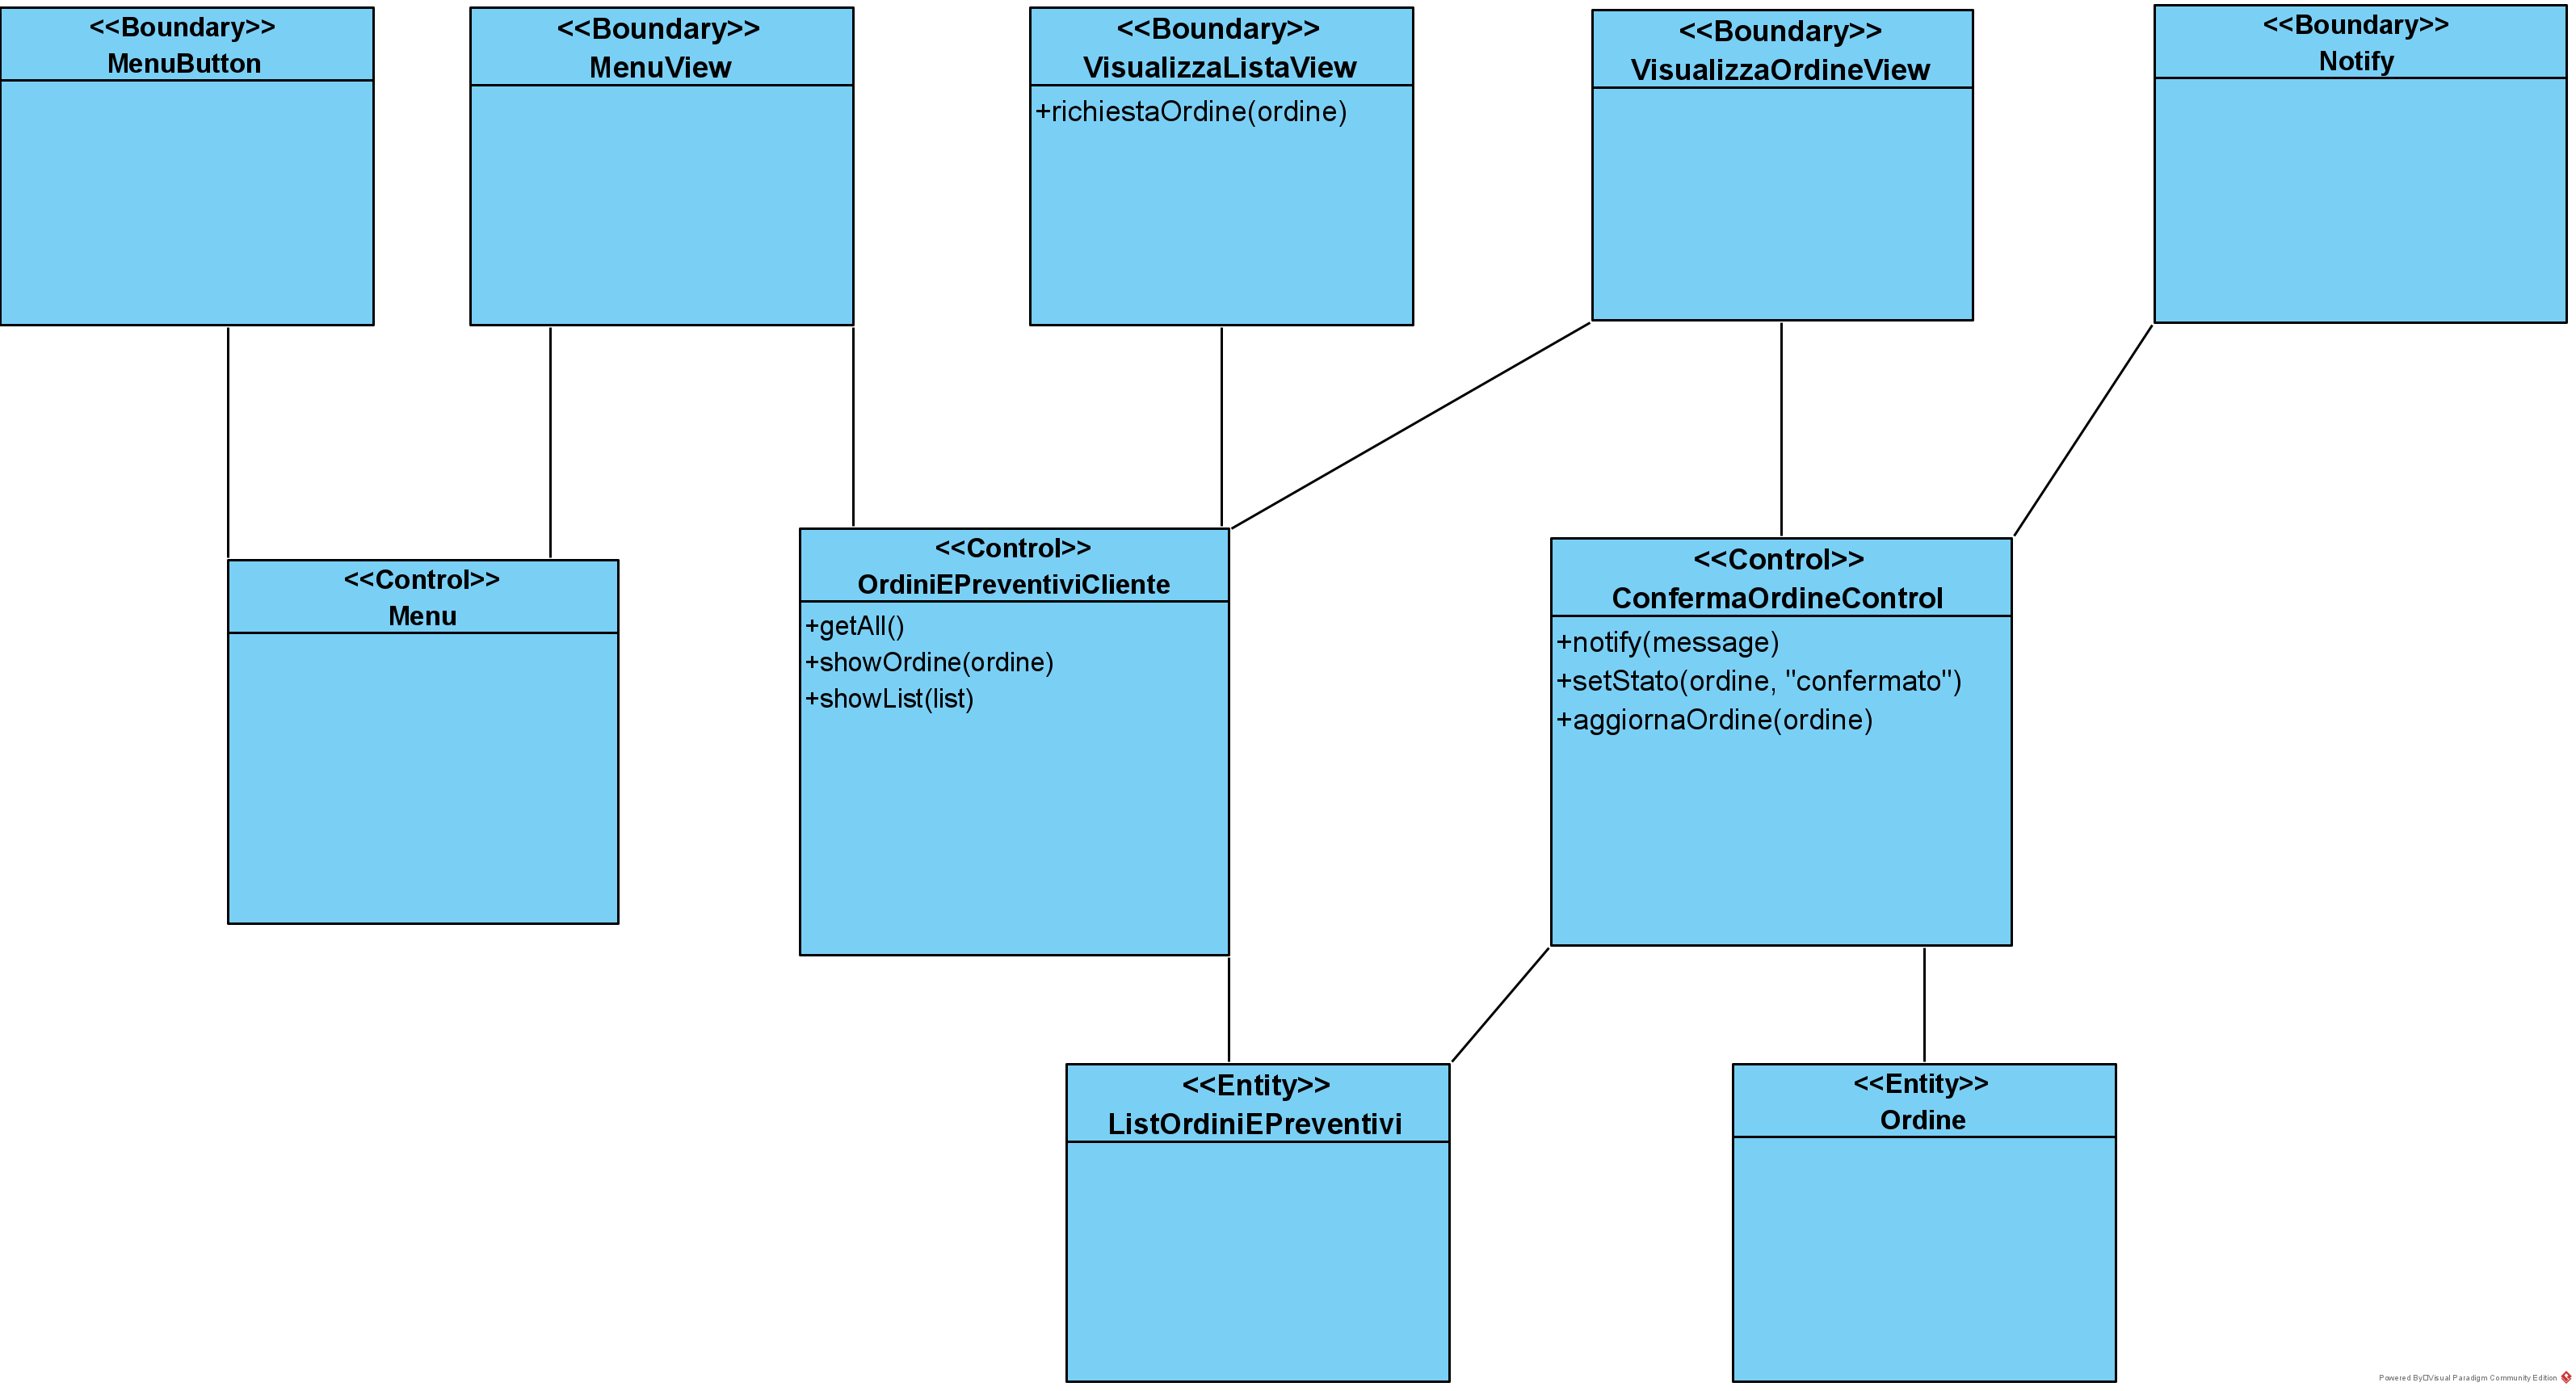 <<Boundary>>
MenuButton
<<Boundary>>
MenuView
<<Boundary>>
VisualizzaListaView
+richiestaOrdine(ordine)
<<Boundary>>
VisualizzaOrdineView
<<Boundary>>
Notify
<<Control>>
Menu
<<Control>>
OrdiniEPreventiviCliente
+getAll()
+showOrdine(ordine)
+showList(list)
<<Control>>
ConfermaOrdineControl
+notify(message)
+setStato(ordine, "confermato")
+aggiornaOrdine(ordine)
<<Entity>>
ListOrdiniEPreventivi
<<Entity>>
Ordine
Powered By□Visual Paradigm Community Edition